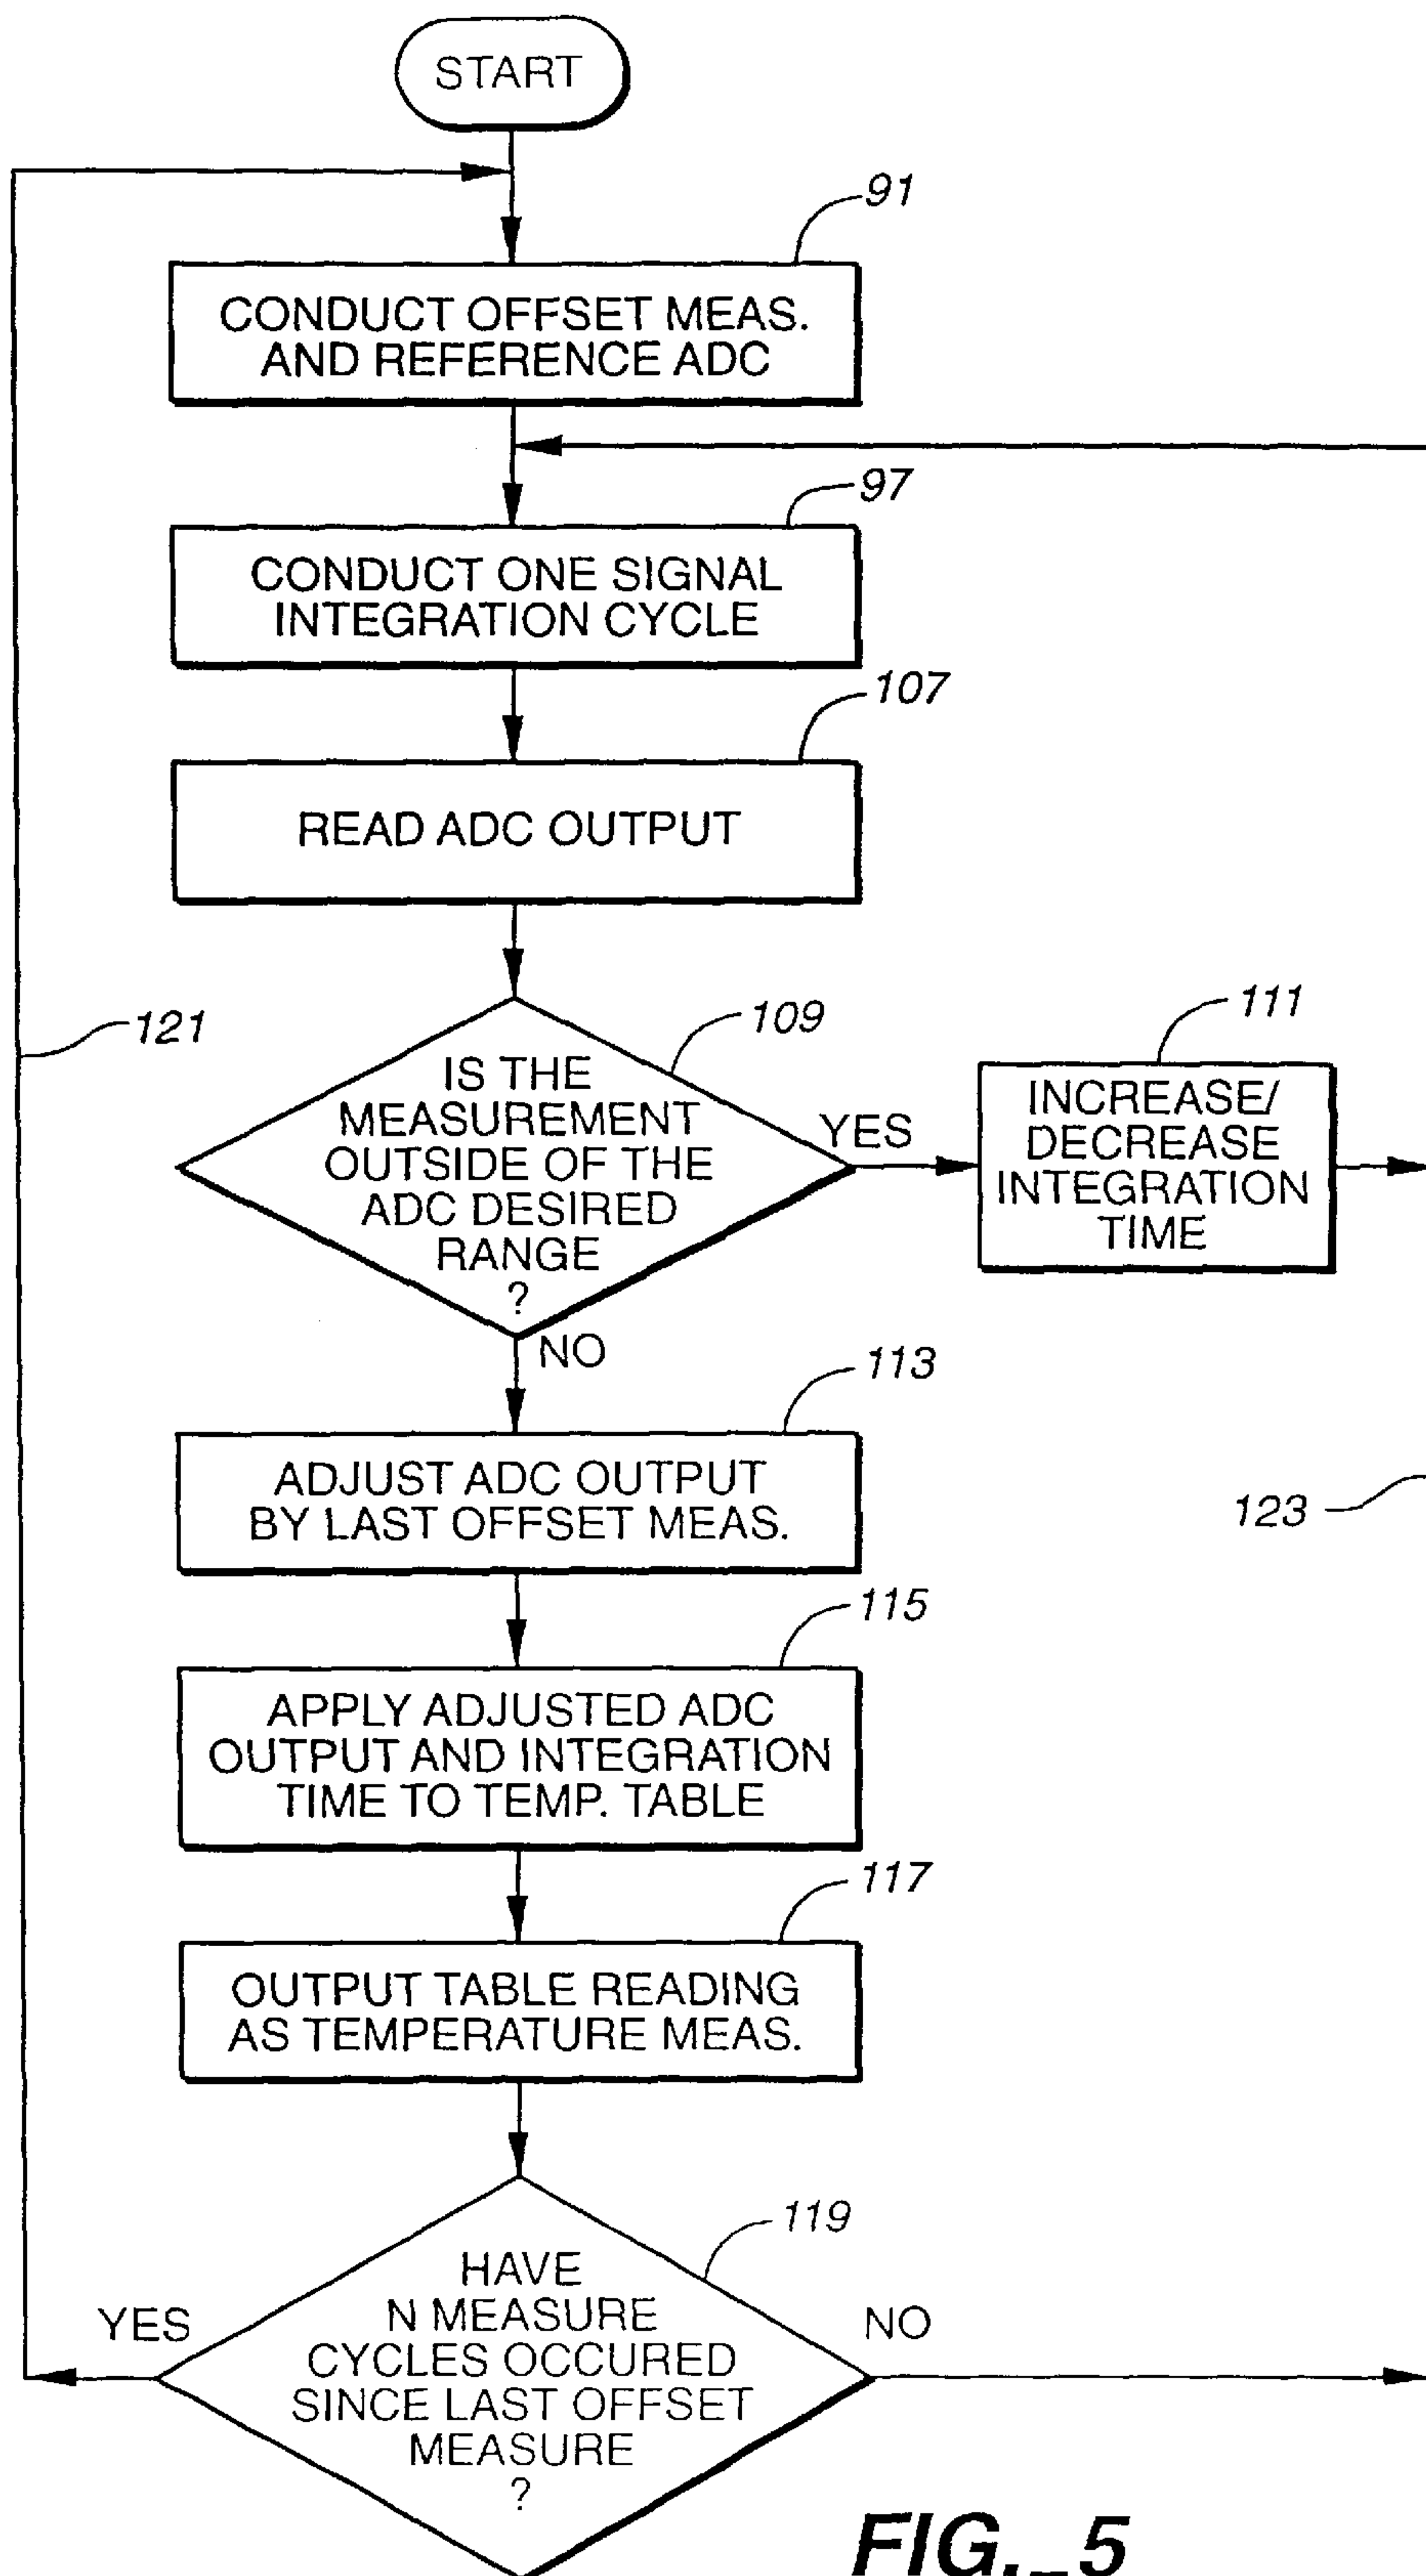 START
91
CONDUCT OFFSET MEAS.
AND REFERENCE ADC
97
CONDUCT ONE SIGNAL
INTEGRATION CYCLE
107
READ ADC OUTPUT
121
109
IS THE
MEASUREMENT
OUTSIDE OF THE
ADC DESIRED
RANGE
?
YES
111
INCREASE/
DECREASE
INTEGRATION
TIME
NO
113
ADJUST ADC OUTPUT
BY LAST OFFSET MEAS.
123
115
APPLY ADJUSTED ADC
OUTPUT AND INTEGRATION
TIME TO TEMP. TABLE
117
OUTPUT TABLE READING
AS TEMPERATURE MEAS.
119
HAVE
N MEASURE
CYCLES OCCURED
SINCE LAST OFFSET
MEASURE
?
YES
NO
FIG._5